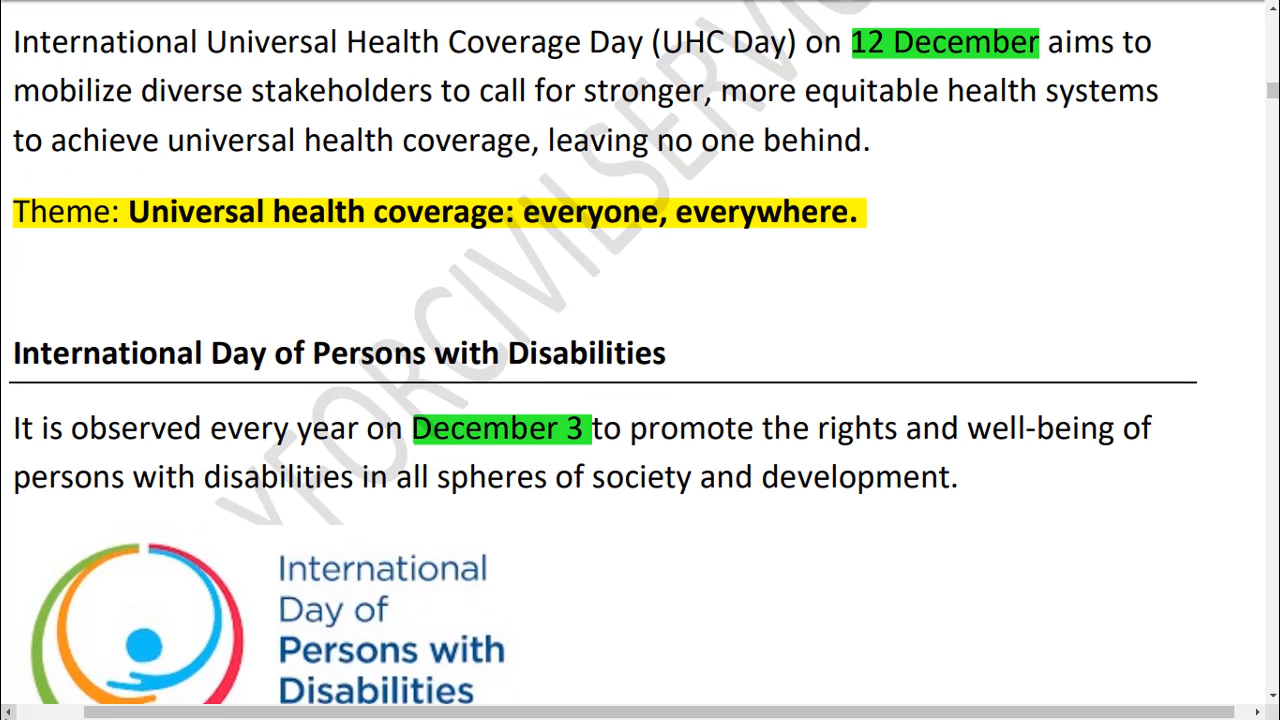 International Universal Health Coverage Day (UHC Day) on 12 December aims to
mobilize diverse stakeholders to call for stronger, more equitable health systems
to achieve universal health coverage, leaving no one behind.
Theme: Universal health coverage: everyone, everywhere.
International Day of Persons with Disabilities
It is observed every year on December 3 to promote the rights and well-being of
persons with disabilities in all spheres of society and development.
YFORCIVILSERVIC
International
Day of
Persons with
Disabilities